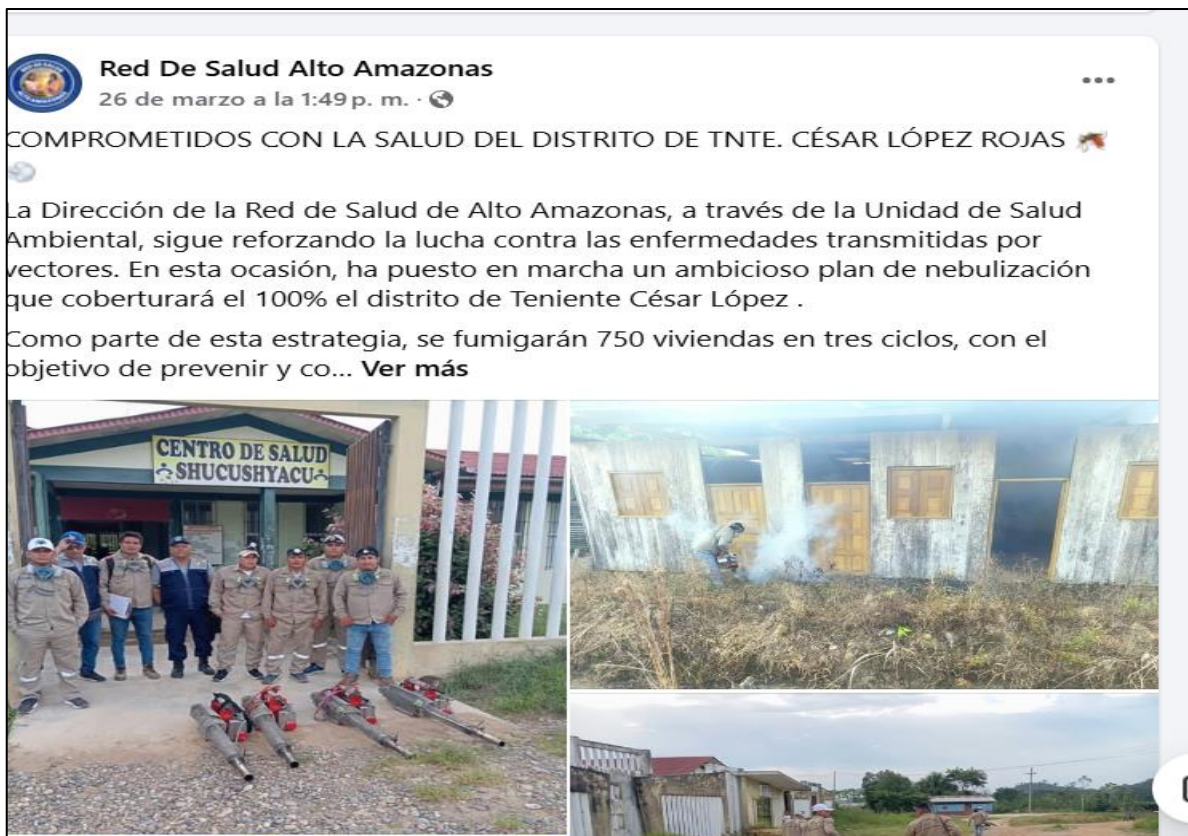 Red De Salud Alto Amazonas
26 de marzo a la 1:49 p. m. ·
COMPROMETIDOS CON LA SALUD DEL DISTRITO DE TNTE. CÉSAR LÓPEZ ROJAS
La Dirección de la Red de Salud de Alto Amazonas, a través de la Unidad de Salud
Ambiental, sigue reforzando la lucha contra las enfermedades transmitidas por
vectores. En esta ocasión, ha puesto en marcha un ambicioso plan de nebulización
que coberturará el 100% el distrito de Teniente César López .
Como parte de esta estrategia, se fumigarán 750 viviendas en tres ciclos, con el
objetivo de prevenir y co... Ver más
CENTRO DE SALUD
SHUCUSHYACU